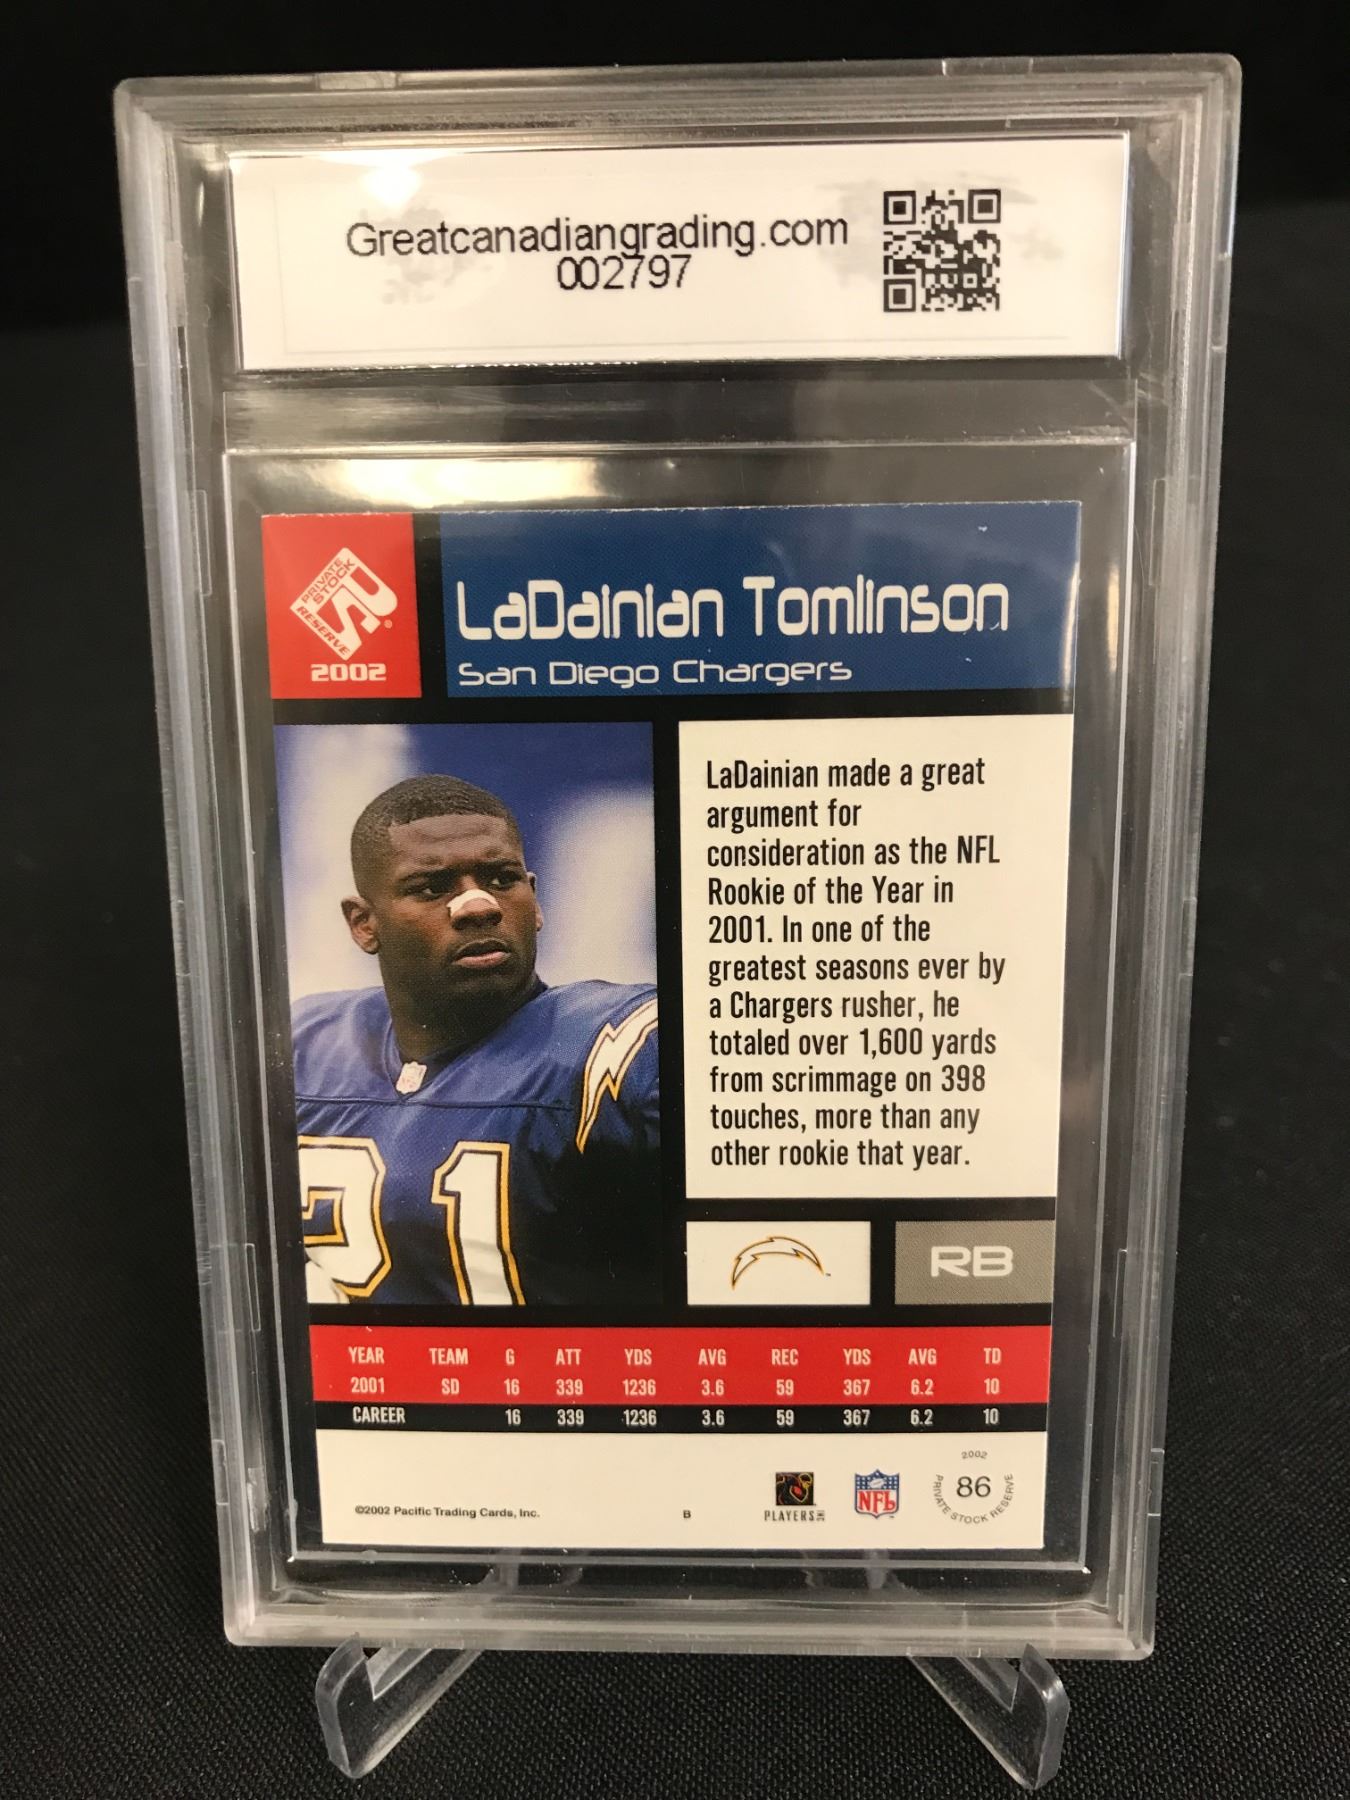 Greatcanadiangrading.com
002797
PRIVATE
STOCK
RESERVE
®
2002
LaDainian Tomlinson
San Diego Chargers
LaDainian made a great
argument for
consideration as the NFL
Rookie of the Year in
2001. In one of the
greatest seasons ever by
a Chargers rusher, he
totaled over 1,600 yards
from scrimmage on 398
touches, more than any
other rookie that year.
21
RB
YEAR TEAM G ATT YDS AVG REC YDS AVG TD
2001 SD 16 339 1236 3.6 59 367 6.2 10
CAREER 16 339 1236 3.6 59 367 6.2 10
©2002 Pacific Trading Cards, Inc.
B
PLAYERS INC
NFL
2002
86
PRIVATE STOCK RESERVE